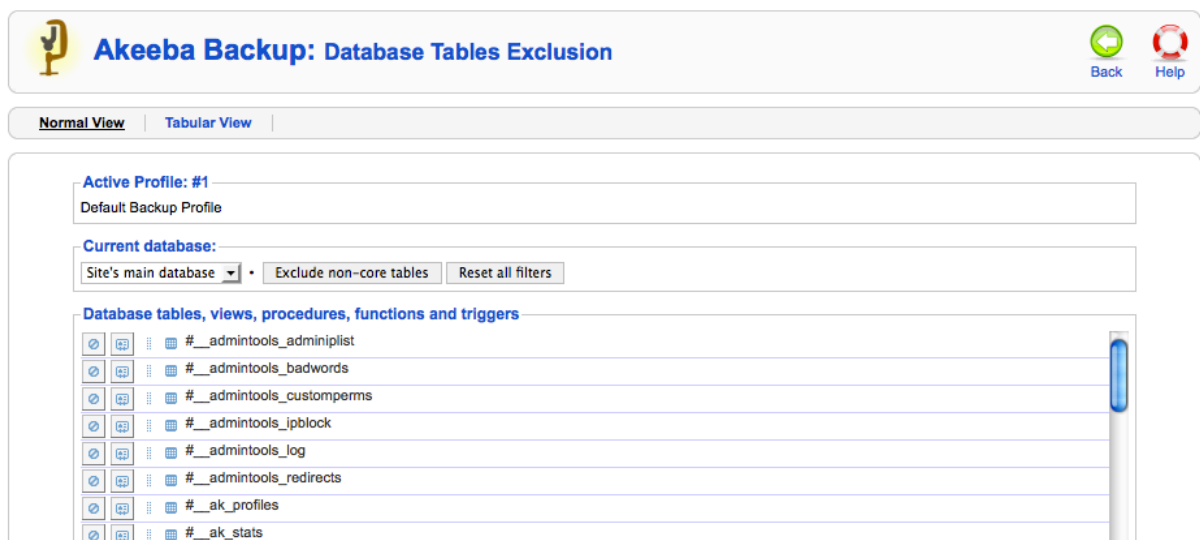 Akeeba Backup: Database Tables Exclusion
Back
Help
Normal View
Tabular View
Active Profile: #1
Default Backup Profile
Current database:
Site's main database • Exclude non-core tables Reset all filters
Database tables, views, procedures, functions and triggers
#__admintools_adminiplist
#__admintools_badwords
#__admintools_customperms
#__admintools_ipblock
#__admintools_log
#__admintools_redirects
#__ak_profiles
#__ak_stats